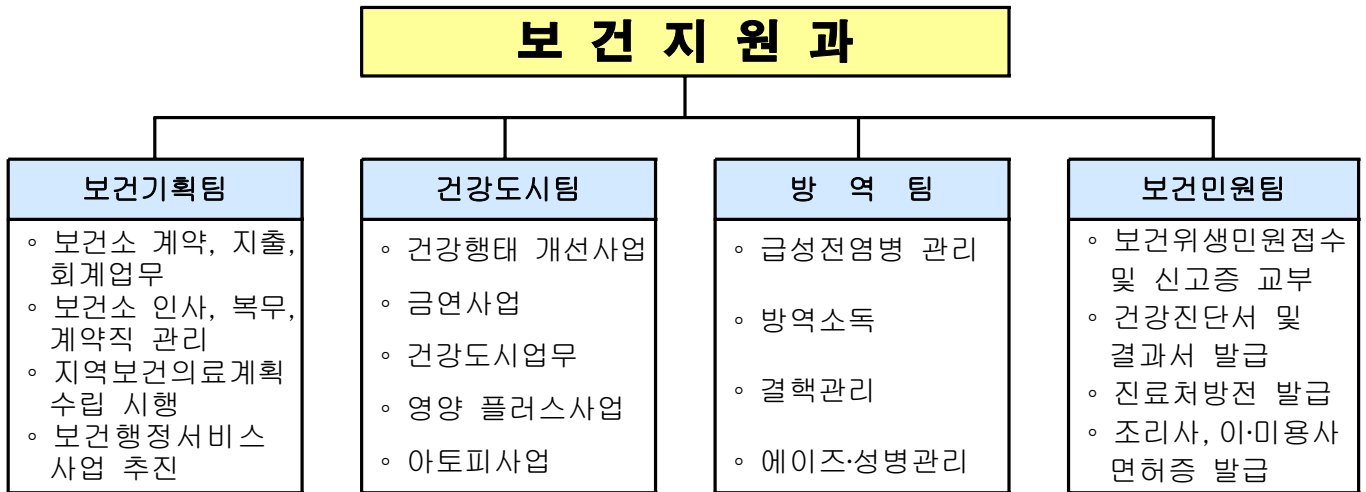 보 건 지 원 과
보건기획팀
◦ 보건소 계약, 지출,
회계업무
◦ 보건소 인사, 복무,
계약직 관리
◦ 지역보건의료계획
수립 시행
◦ 보건행정서비스
사업 추진
건강도시팀
◦ 건강행태 개선사업
◦ 금연사업
◦ 건강도시업무
◦ 영양 플러스사업
◦ 아토피사업
방 역 팀
◦ 급성전염병 관리
◦ 방역소독
◦ 결핵관리
◦ 에이즈·성병관리
보건민원팀
◦ 보건위생민원접수
및 신고증 교부
◦ 건강진단서 및
결과서 발급
◦ 진료처방전 발급
◦ 조리사, 이·미용사
면허증 발급